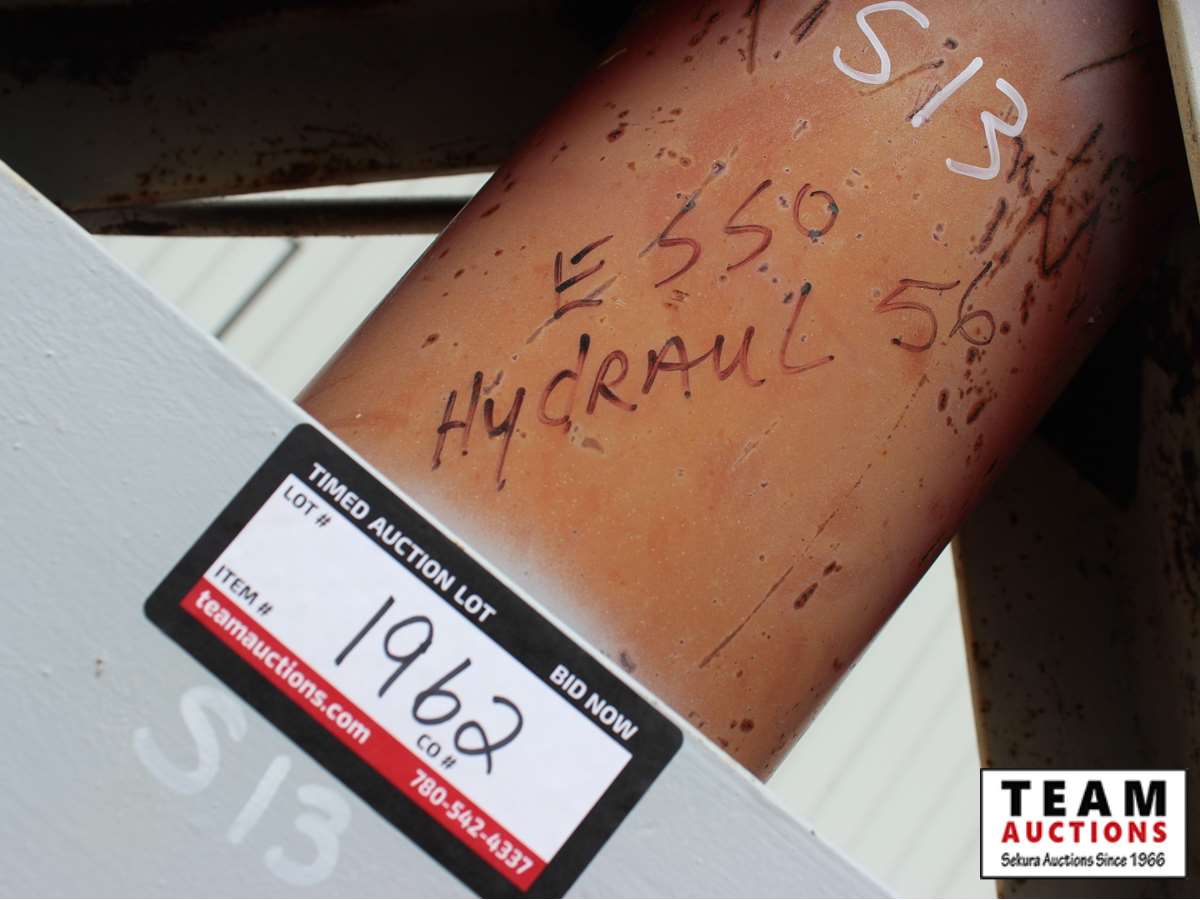 S13
ESSO
HydRAUL 56
TIMED AUCTION LOT
BID NOW
LOT #
ITEM #
1962
CO #
teamauctions.com
780-542-4337
S13
TEAM
AUCTIONS
Sekura Auctions Since 1966